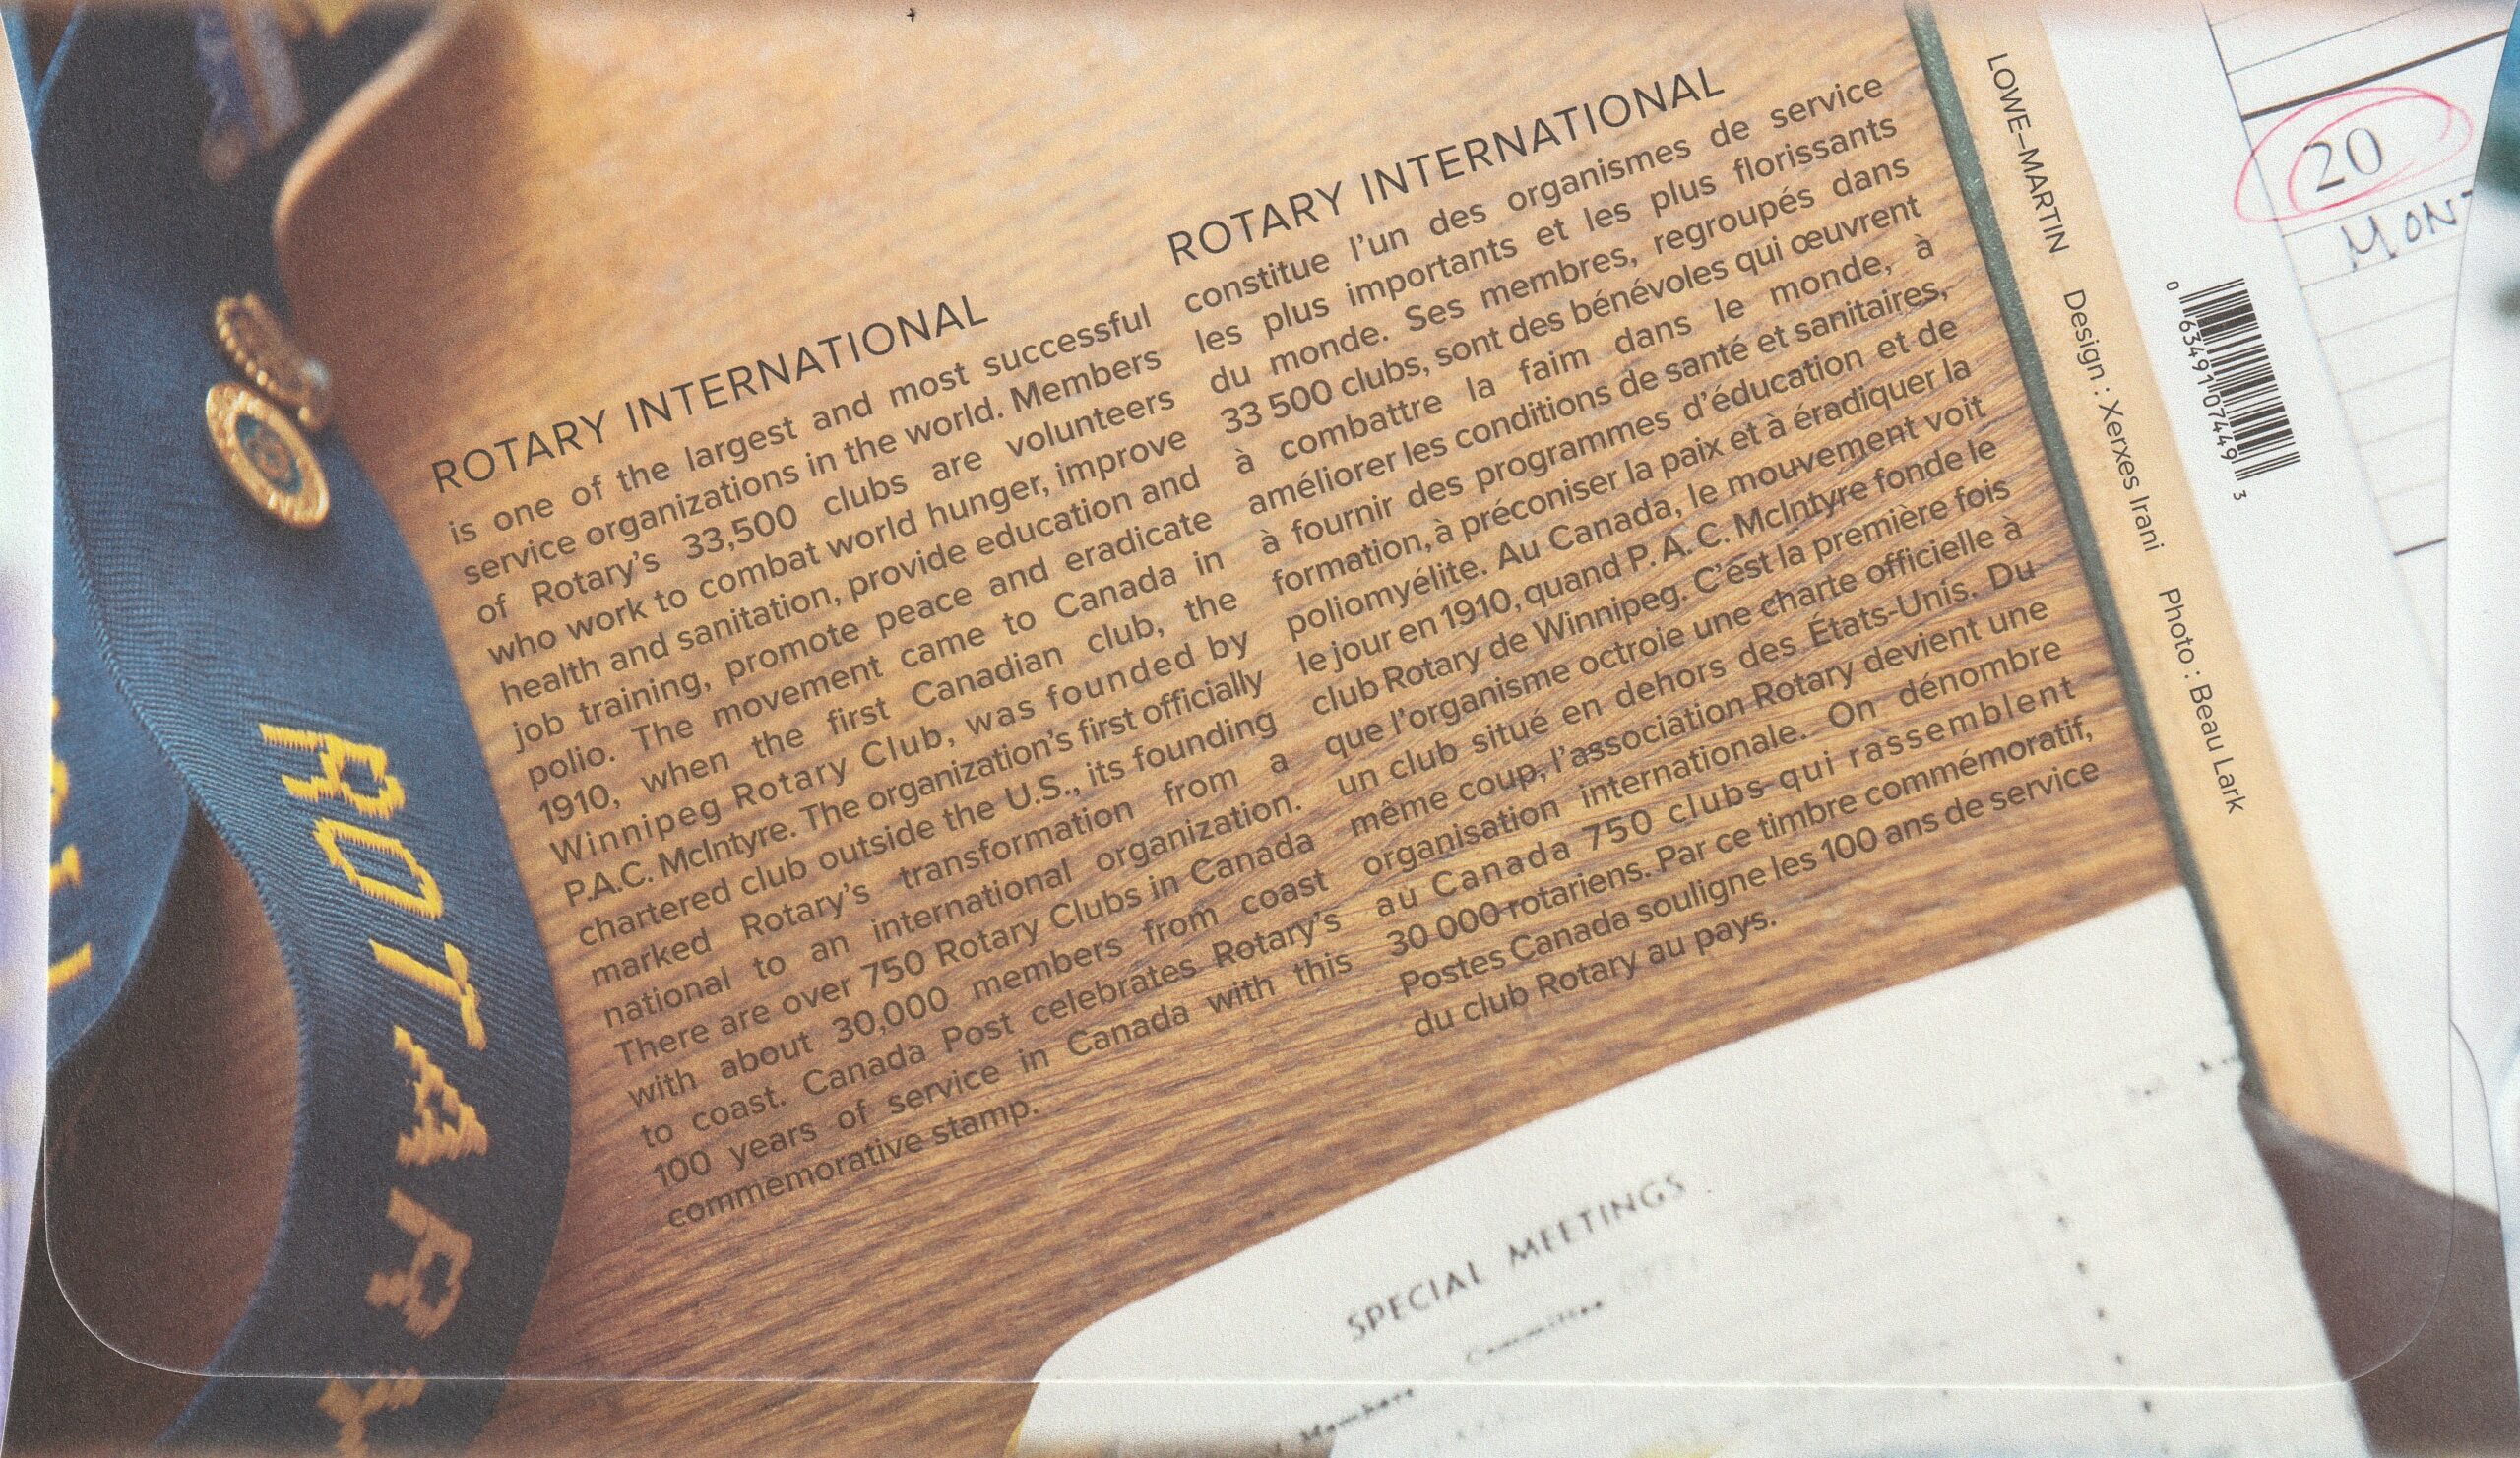 ROTARY INTERNATIONAL
is one of the largest and most successful
service organizations in the world. Members
of Rotary's 33,500 clubs are volunteers
who work to combat world hunger, improve
health and sanitation, provide education and
job training, promote peace and eradicate
polio. The movement came to Canada in
1910, when the first Canadian club, the
Winnipeg Rotary Club, was founded by
P.A.C. McIntyre. The organization's first officially
chartered club outside the U.S., its founding
marked Rotary's transformation from a
national to an international organization.
There are over 750 Rotary Clubs in Canada
with about 30,000 members from coast
to coast. Canada Post celebrates Rotary's
100 years of service in Canada with this
commemorative stamp.
ROTARY INTERNATIONAL
constitue l'un des organismes de service
les plus importants et les plus florissants
du monde. Ses membres, regroupés dans
33 500 clubs, sont des bénévoles qui œuvrent
à combattre la faim dans le monde, à
améliorer les conditions de santé et sanitaires,
à fournir des programmes d'éducation et de
formation, à préconiser la paix et à éradiquer la
poliomyélite. Au Canada, le mouvement voit
le jour en 1910, quand P. A. C. McIntyre fonde le
club Rotary de Winnipeg. C'est la première fois
que l'organisme octroie une charte officielle à
un club situé en dehors des États-Unis. Du
même coup, l'association Rotary devient une
organisation internationale. On dénombre
au Canada 750 clubs qui rassemblent
30 000 rotariens. Par ce timbre commémoratif,
Postes Canada souligne les 100 ans de service
du club Rotary au pays.
LOWE–MARTIN Design : Xerxes Irani Photo : Beau Lark
0 63491 07449 3
20
MON
ROTARY
SPECIAL MEETINGS
Committee
Members